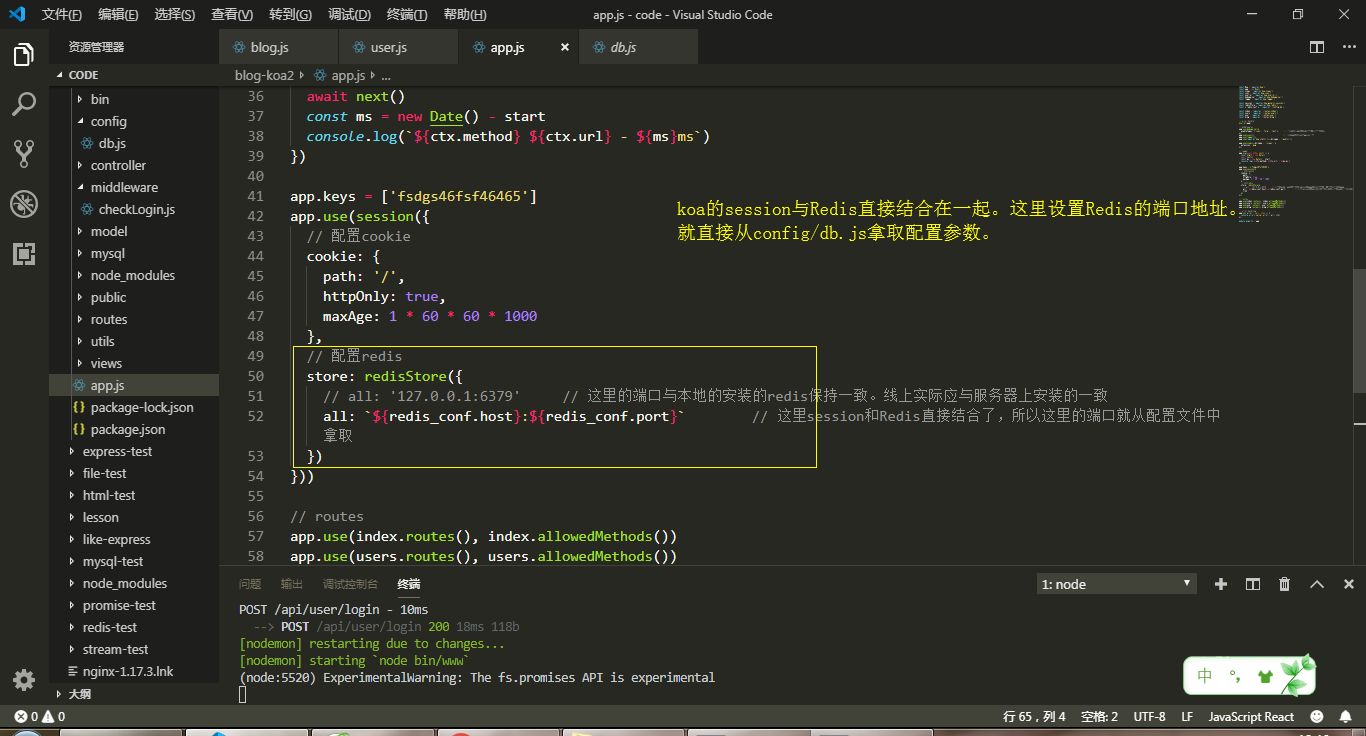 文件(F) 编辑(E) 选择(S) 查看(V) 转到(G) 调试(D) 终端(T) 帮助(H)
app.js - code - Visual Studio Code
资源管理器
CODE
bin
config
db.js
controller
middleware
checkLogin.js
model
mysql
node_modules
public
routes
utils
views
app.js
{} package-lock.json
{} package.json
express-test
file-test
html-test
lesson
like-express
mysql-test
node_modules
promise-test
redis-test
stream-test
nginx-1.17.3.lnk
大纲
blog.js user.js app.js × db.js
blog-koa2 app.js ...
36 await next()
37 const ms = new Date() - start
38 console.log(`${ctx.method} ${ctx.url} - ${ms}ms`)
39 })
40
41 app.keys = ['fsdgs46fsf46465']
42 app.use(session({
43 // 配置cookie
44 cookie: {
45 path: '/',
46 httpOnly: true,
47 maxAge: 1 * 60 * 60 * 1000
48 },
49 // 配置redis
50 store: redisStore({
51 // all: '127.0.0.1:6379' // 这里的端口与本地的安装的redis保持一致。线上实际应与服务器上安装的一致
52 all: `${redis_conf.host}:${redis_conf.port}` // 这里session和Redis直接结合了，所以这里的端口就从配置文件中
拿取
53 })
54 }))
55
56 // routes
57 app.use(index.routes(), index.allowedMethods())
58 app.use(users.routes(), users.allowedMethods())
koa的session与Redis直接结合在一起。这里设置Redis的端口地址。
就直接从config/db.js拿取配置参数。
问题 输出 调试控制台 终端
1: node
POST /api/user/login - 10ms
--> POST /api/user/login 200 18ms 118b
[nodemon] restarting due to changes...
[nodemon] starting `node bin/www`
(node:5520) ExperimentalWarning: The fs.promises API is experimental
中 °,
0 0
行 65，列 4 空格: 2 UTF-8 LF JavaScript React